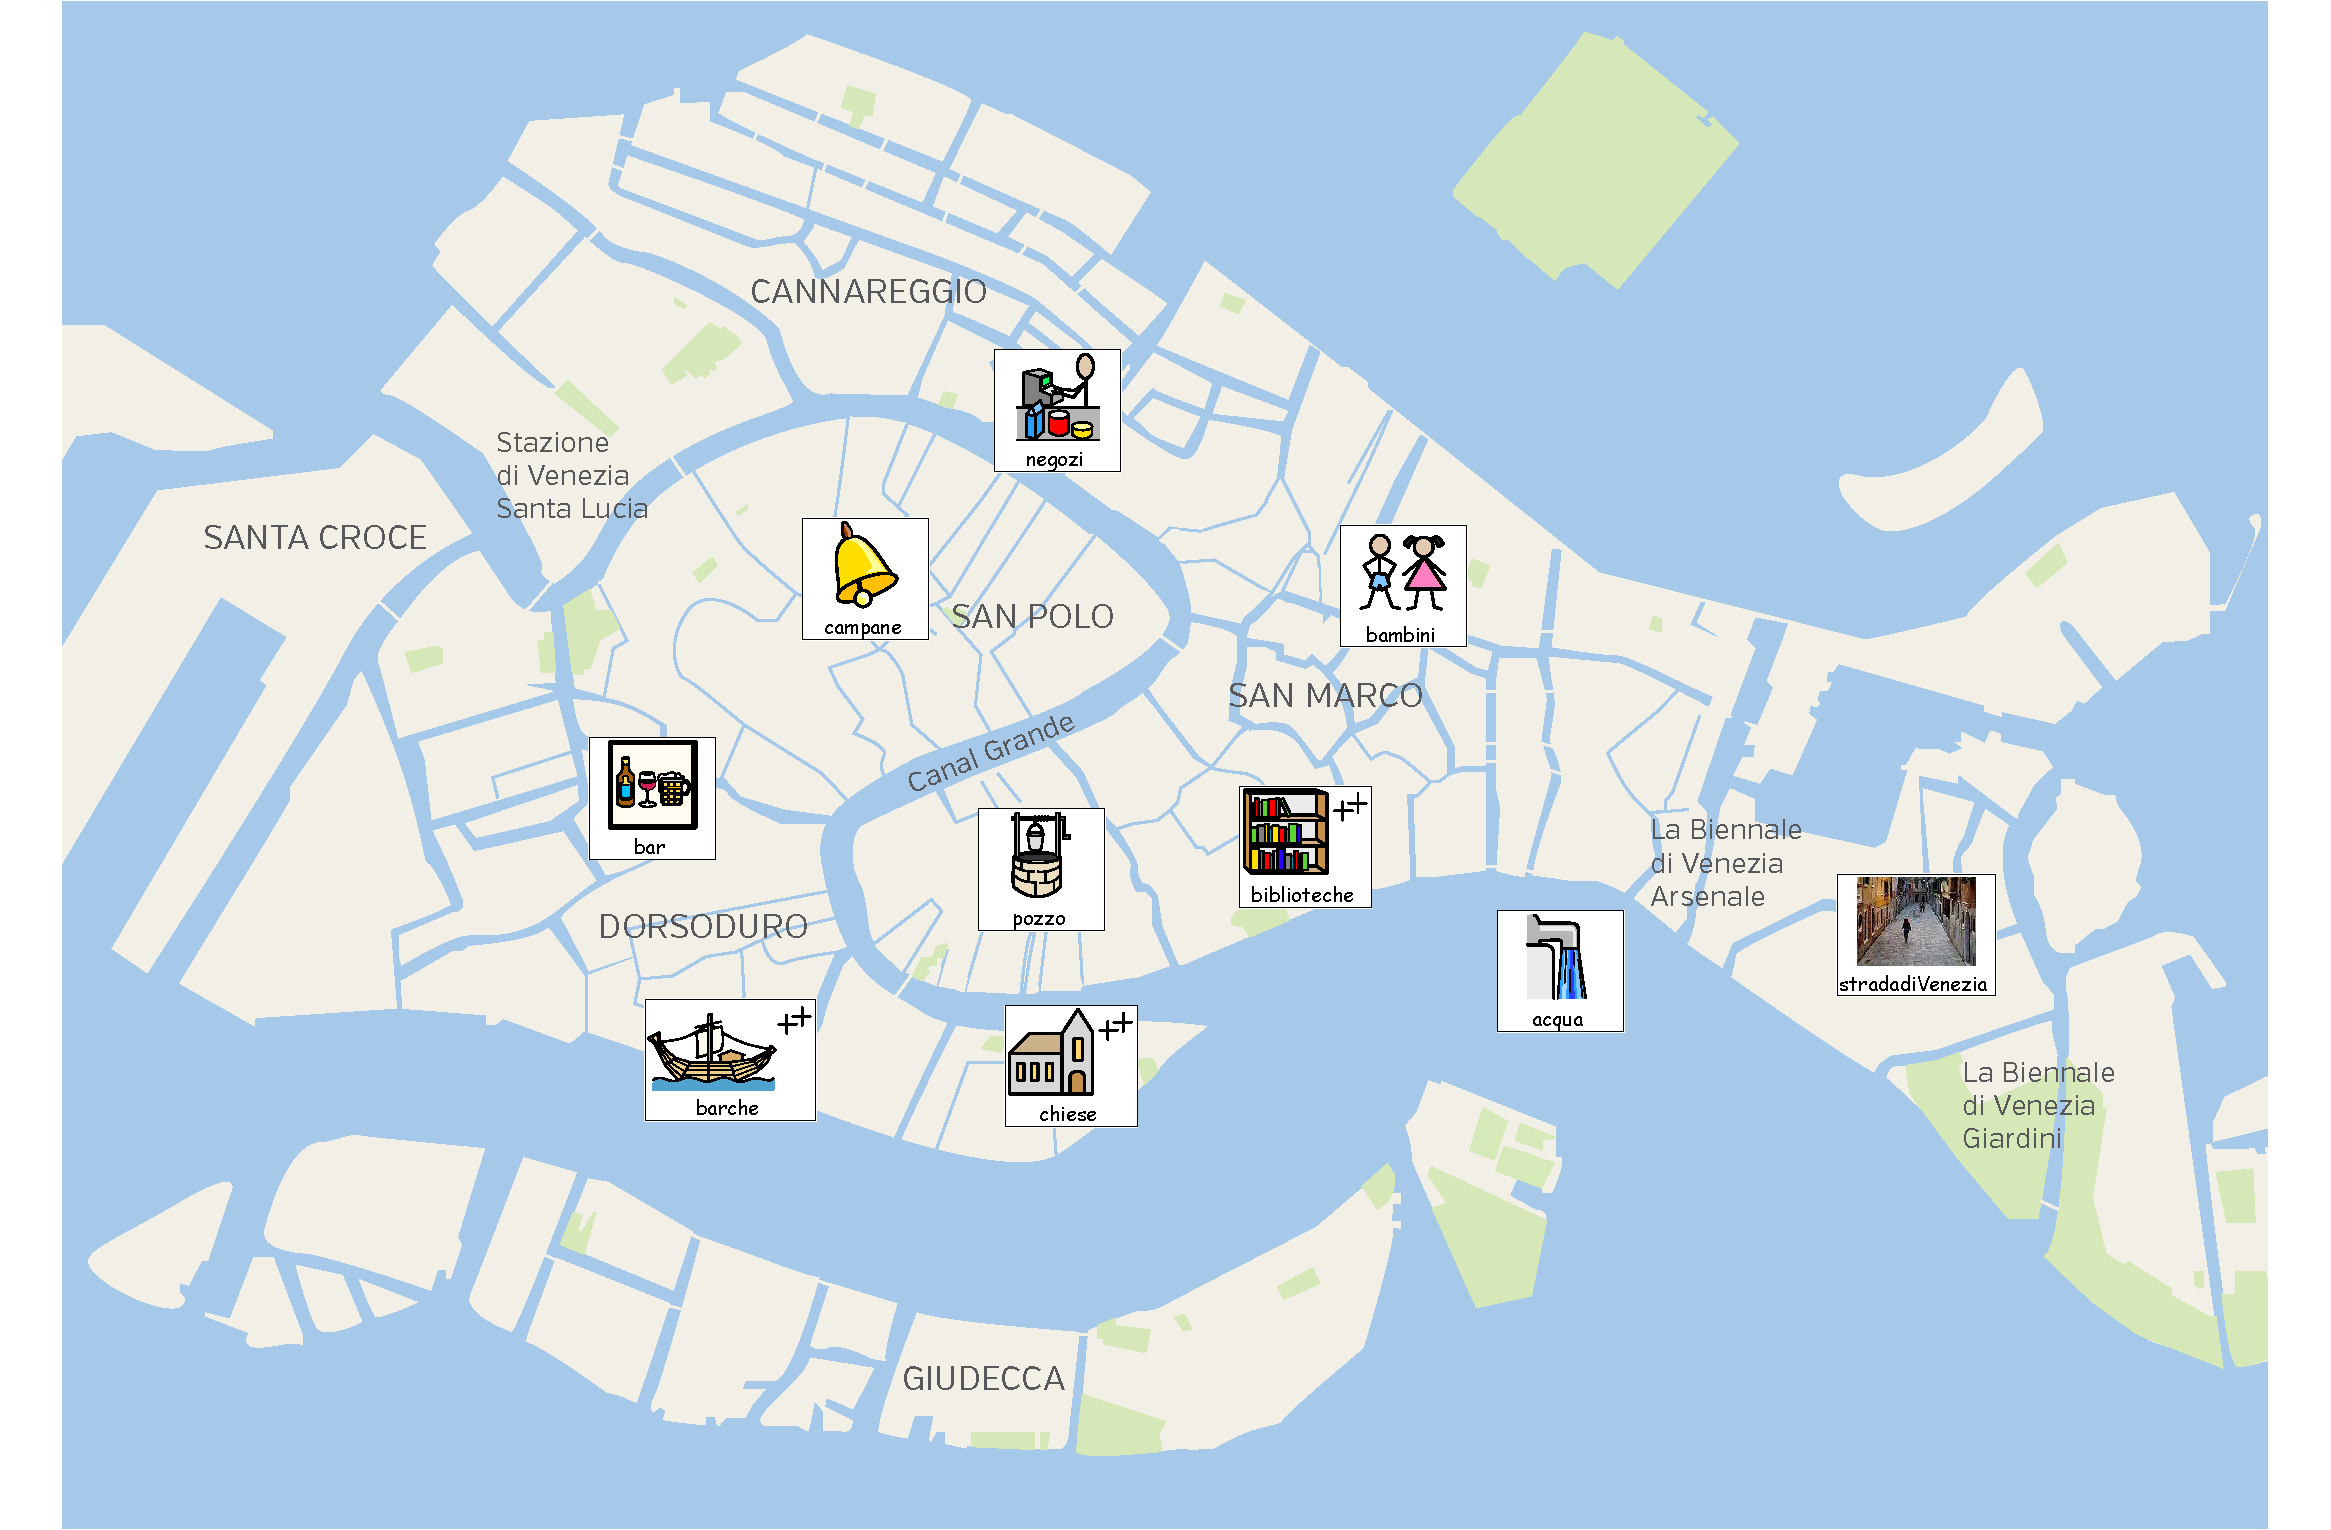 CANNAREGGIO
negozi
Stazione
di Venezia
Santa Lucia
SANTA CROCE
campane
SAN POLO
bambini
SAN MARCO
Canal Grande
bar
La Biennale
di Venezia
Arsenale
++
biblioteche
pozzo
DORSODURO
stradadiVenezia
acqua
++
barche
++
chiese
La Biennale
di Venezia
Giardini
GIUDECCA